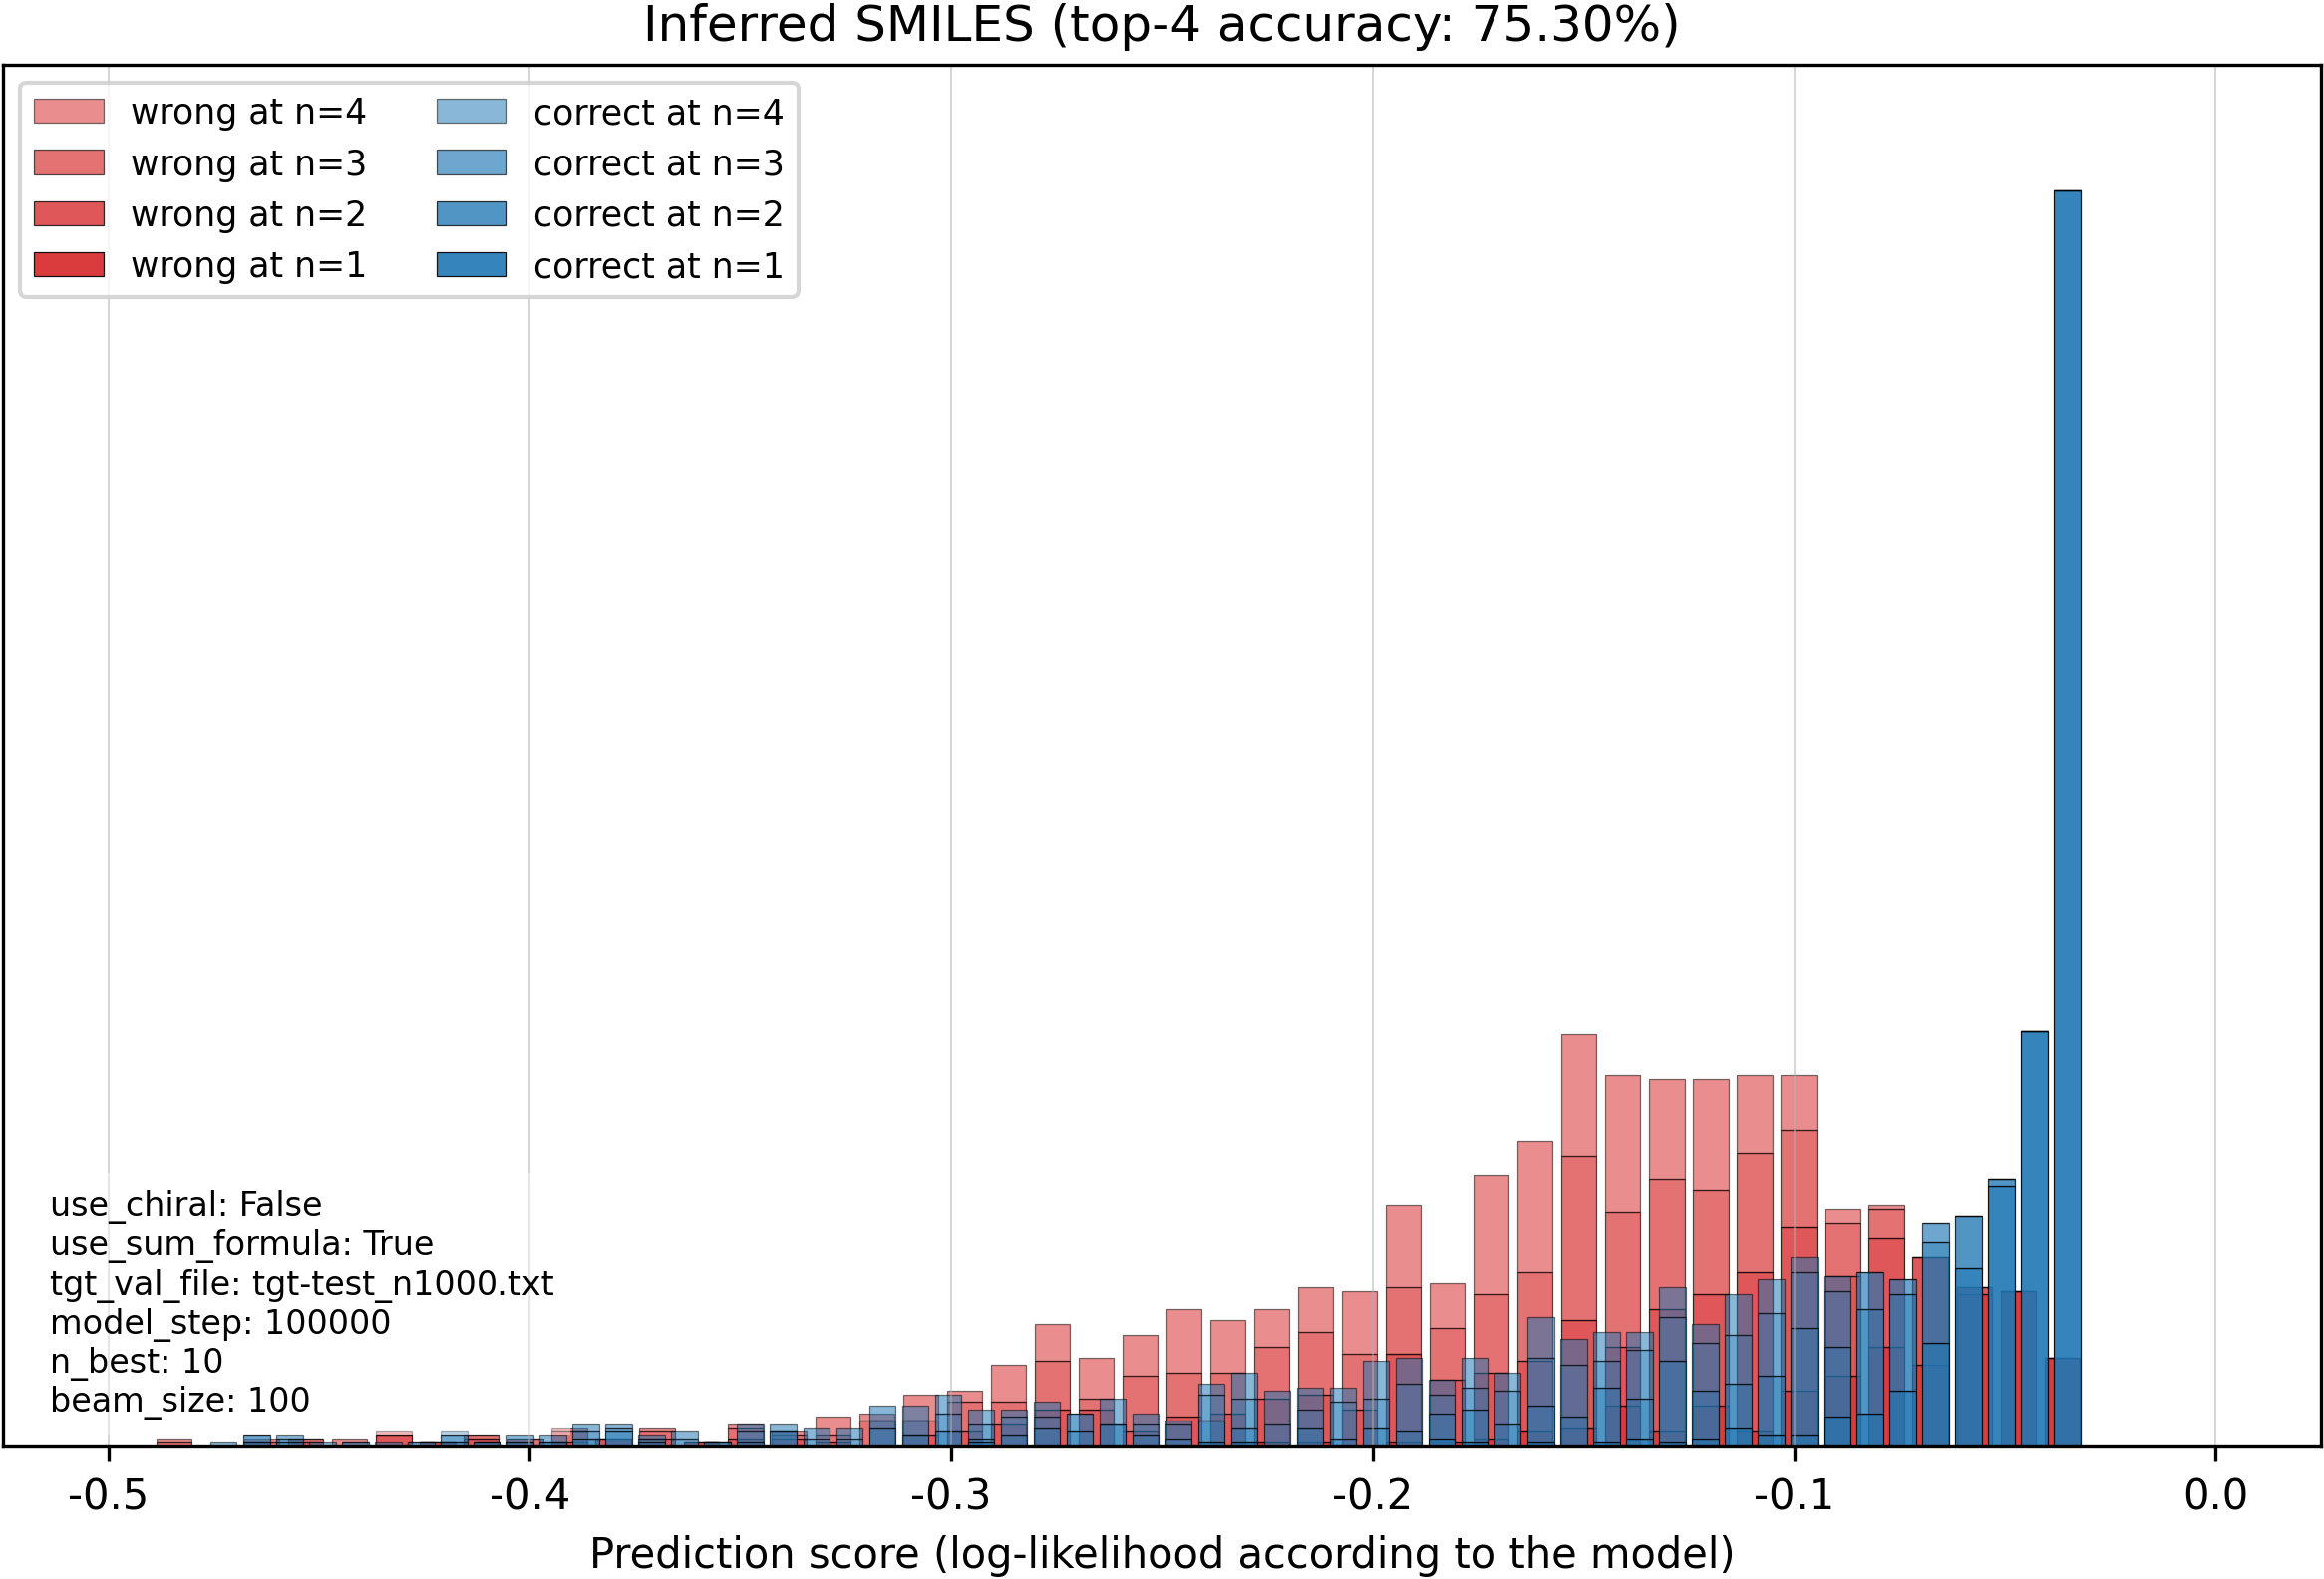 Inferred SMILES (top-4 accuracy: 75.30%)
wrong at n=4
wrong at n=3
wrong at n=2
wrong at n=1
correct at n=4
correct at n=3
correct at n=2
correct at n=1
use_chiral: False
use_sum_formula: True
tgt_val_file: tgt-test_n1000.txt
model_step: 100000
n_best: 10
beam_size: 100
-0.5 -0.4 -0.3 -0.2 -0.1 0.0
Prediction score (log-likelihood according to the model)